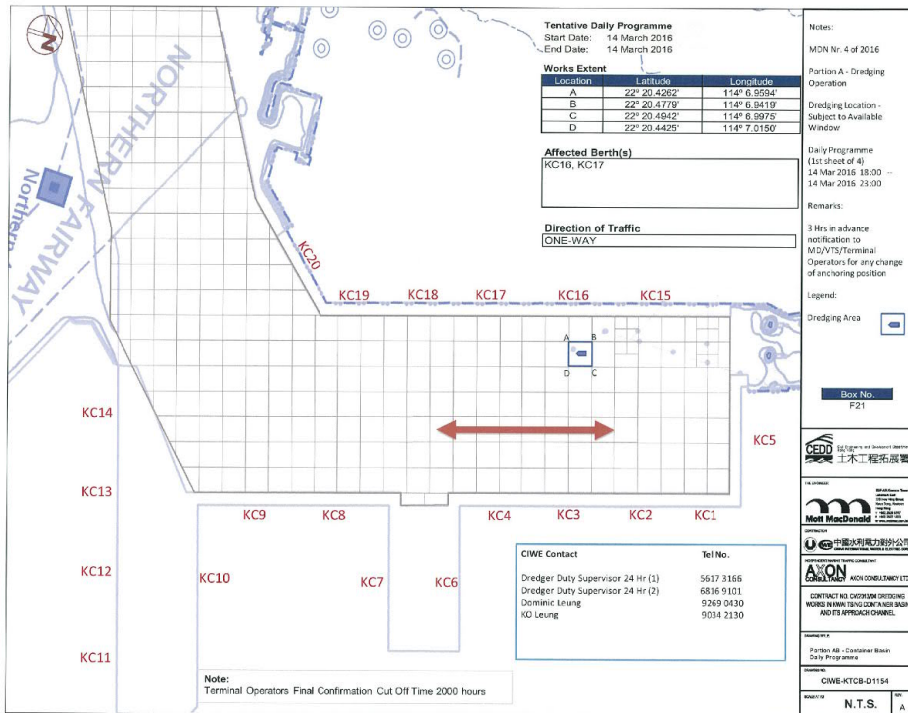 Tentative Daily Programme
Start Date: 14 March 2016
End Date: 14 March 2016
Works Extent
Location Latitude Longitude
A 22° 20.4262' 114° 6.9594'
B 22° 20.4779' 114° 6.9419'
C 22° 20.4942' 114° 6.9975'
D 22° 20.4425' 114° 7.0150'
Affected Berth(s)
KC16, KC17
Direction of Traffic
ONE-WAY
N
NORTHERN FAIRWAY
Northern
KC20
KC19 KC18 KC17 KC16 KC15
A B
D C
KC14
KC13
KC12
KC11
KC10
KC9 KC8
KC7 KC6
KC4 KC3 KC2 KC1
KC5
CIWE Contact Tel No.
Dredger Duty Supervisor 24 Hr (1) 5617 3166
Dredger Duty Supervisor 24 Hr (2) 6816 9101
Dominic Leung 9269 0430
KO Leung 9034 2130
Note:
Terminal Operators Final Confirmation Cut Off Time 2000 hours
Notes:
MDN Nr. 4 of 2016
Portion A - Dredging
Operation
Dredging Location -
Subject to Available
Window
Daily Programme
(1st sheet of 4)
14 Mar 2016 18:00 --
14 Mar 2016 23:00
Remarks:
3 Hrs in advance
notification to
MD/VTS/Terminal
Operators for any change
of anchoring position
Legend:
Dredging Area
Box No.
F21
CEDD
土木工程拓展署
Mott MacDonald
CWE 中國水利電力對外公司
AXON
CONSULTANCY AXON CONSULTANCY LTD
WORKS IN KWAI TSING CONTAINER BASIN
AND ITS APPROACH CHANNEL
Portion AB - Container Basin
Daily Programme
CIWE-KTCB-D1154
N.T.S.
A